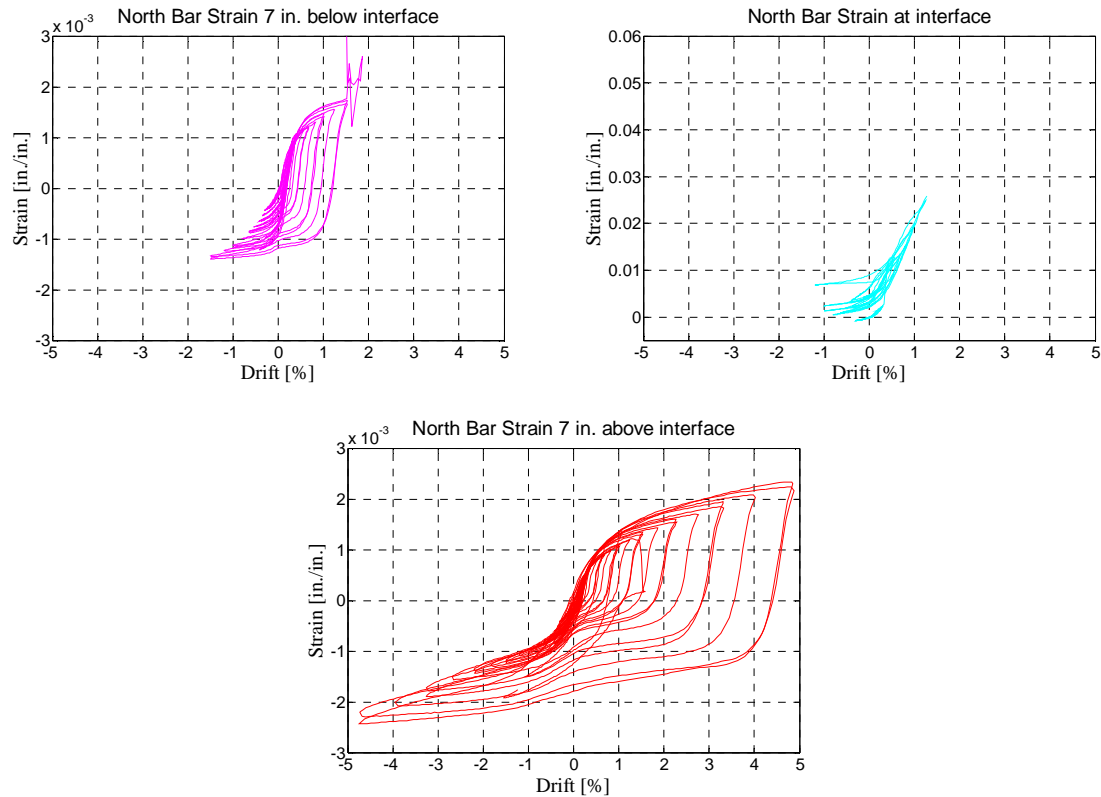 North Bar Strain 7 in. below interface
x 10-3
3
2
1
0
-1
-2
-3
Strain [in./in.]
-5 -4 -3 -2 -1 0 1 2 3 4 5
Drift [%]
North Bar Strain at interface
0.06
0.05
0.04
0.03
0.02
0.01
0
Strain [in./in.]
-5 -4 -3 -2 -1 0 1 2 3 4 5
Drift [%]
North Bar Strain 7 in. above interface
x 10-3
3
2
1
0
-1
-2
-3
Strain [in./in.]
-5 -4 -3 -2 -1 0 1 2 3 4 5
Drift [%]